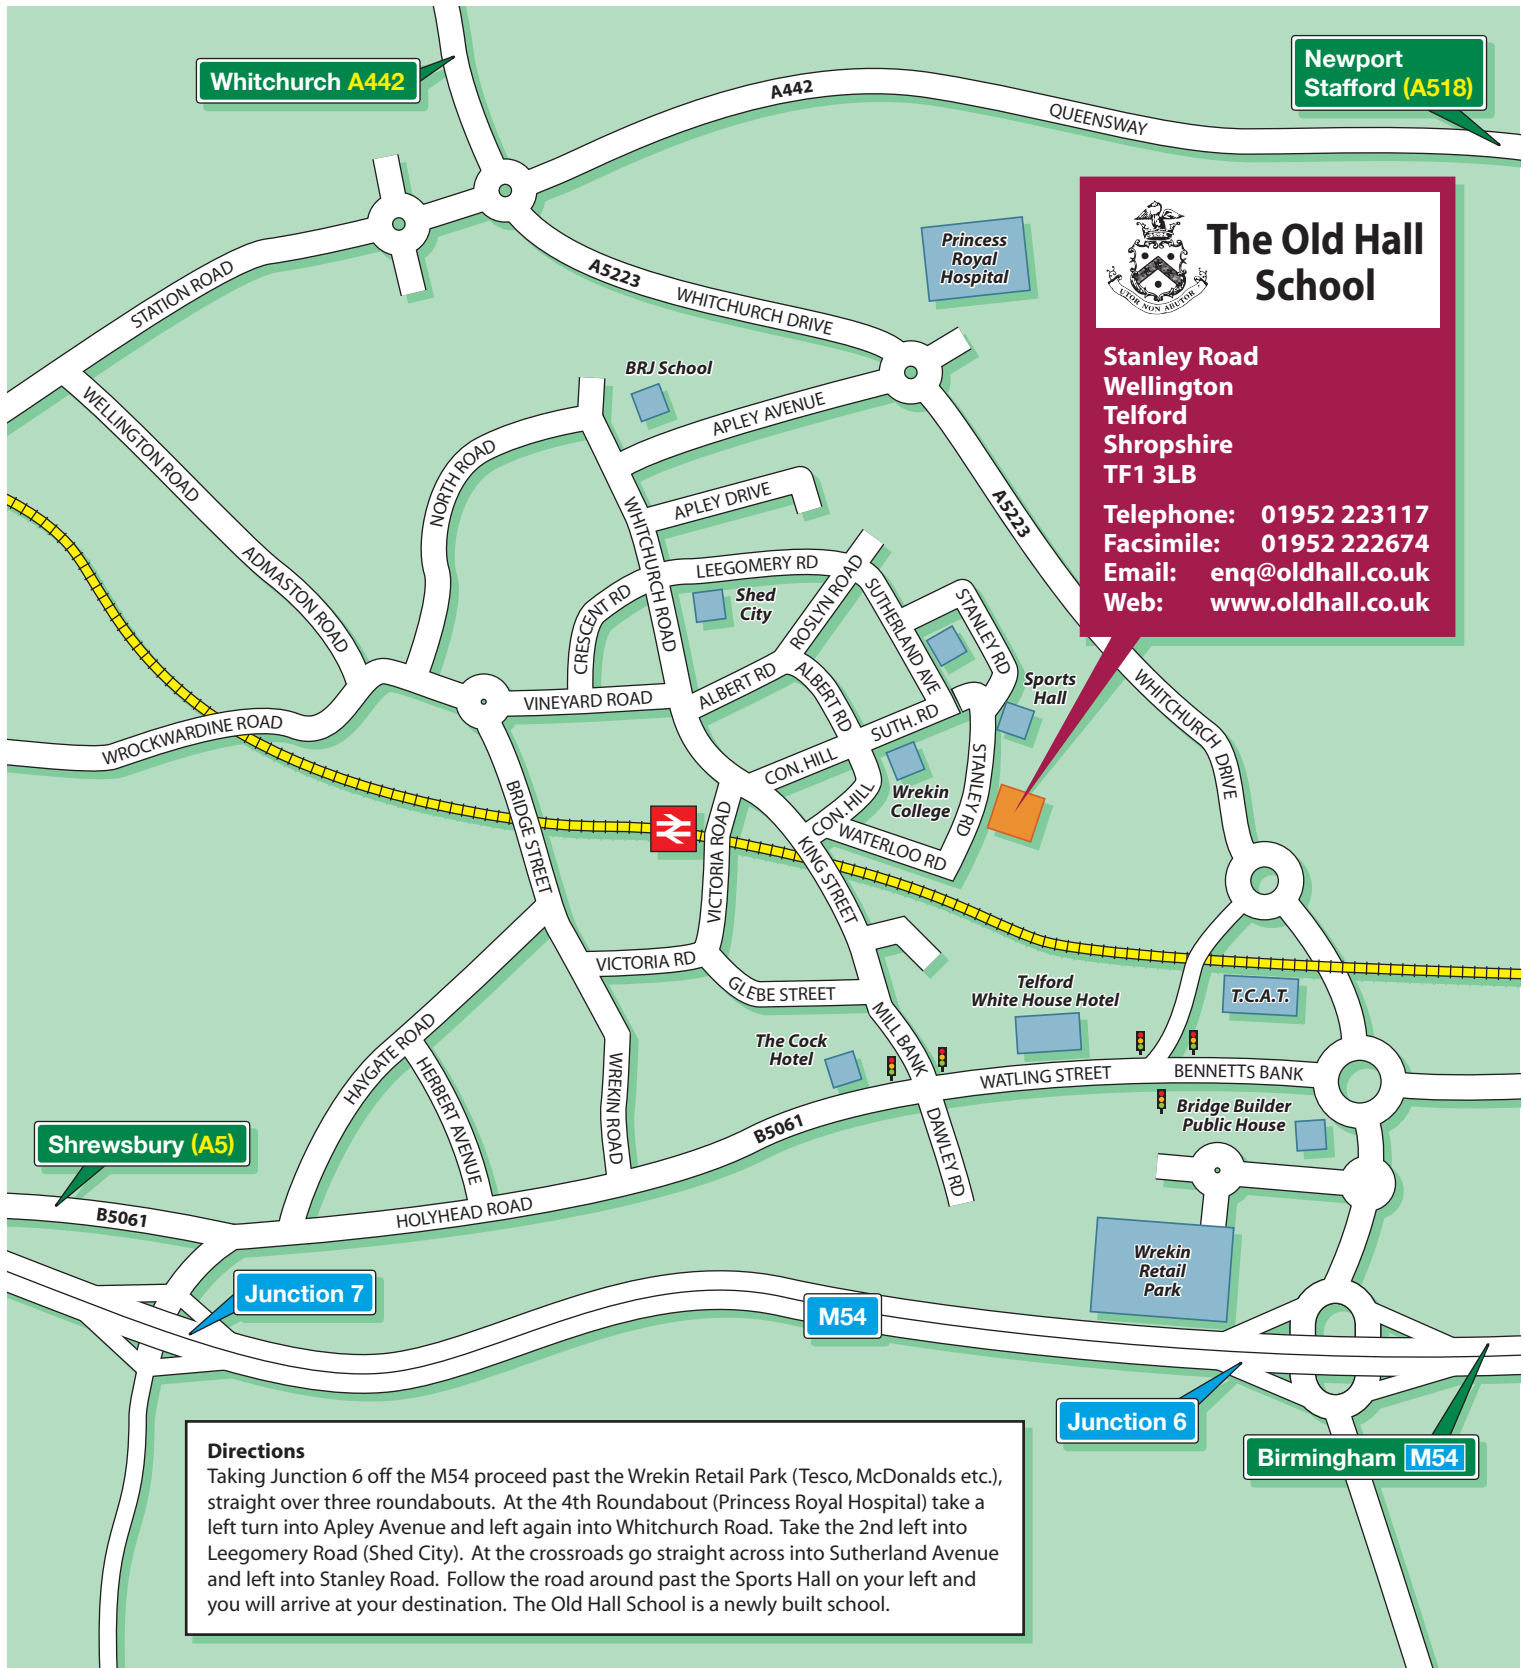 Whitchurch A442
Newport
Stafford (A518)
A442
QUEENSWAY
The Old Hall
School
UTOR NON ABUTOR
Stanley Road
Wellington
Telford
Shropshire
TF1 3LB
Telephone: 01952 223117
Facsimile: 01952 222674
Email: enq@oldhall.co.uk
Web: www.oldhall.co.uk
Princess
Royal
Hospital
STATION ROAD
A5223
WHITCHURCH DRIVE
BRJ School
APLEY AVENUE
WELLINGTON ROAD
NORTH ROAD
APLEY DRIVE
WHITCHURCH ROAD
A5223
ADMASTON ROAD
LEEGOMERY RD
CRESCENT RD
Shed
City
ROSLYN ROAD
SUTHERLAND AVE
STANLEY RD
Sports
Hall
VINEYARD ROAD
ALBERT RD
ALBERT RD
SUTH. RD
WHITCHURCH DRIVE
WROCKWARDINE ROAD
CON. HILL
CON. HILL
Wrekin
College
STANLEY RD
BRIDGE STREET
VICTORIA ROAD
KING STREET
WATERLOO RD
VICTORIA RD
GLEBE STREET
Telford
White House Hotel
T.C.A.T.
MILL BANK
The Cock
Hotel
HAYGATE ROAD
HERBERT AVENUE
WREKIN ROAD
WATLING STREET
BENNETTS BANK
Bridge Builder
Public House
B5061
DAWLEY RD
Shrewsbury (A5)
B5061
HOLYHEAD ROAD
Wrekin
Retail
Park
Junction 7
M54
Junction 6
Birmingham M54
Directions
Taking Junction 6 off the M54 proceed past the Wrekin Retail Park (Tesco, McDonalds etc.),
straight over three roundabouts. At the 4th Roundabout (Princess Royal Hospital) take a
left turn into Apley Avenue and left again into Whitchurch Road. Take the 2nd left into
Leegomery Road (Shed City). At the crossroads go straight across into Sutherland Avenue
and left into Stanley Road. Follow the road around past the Sports Hall on your left and
you will arrive at your destination. The Old Hall School is a newly built school.